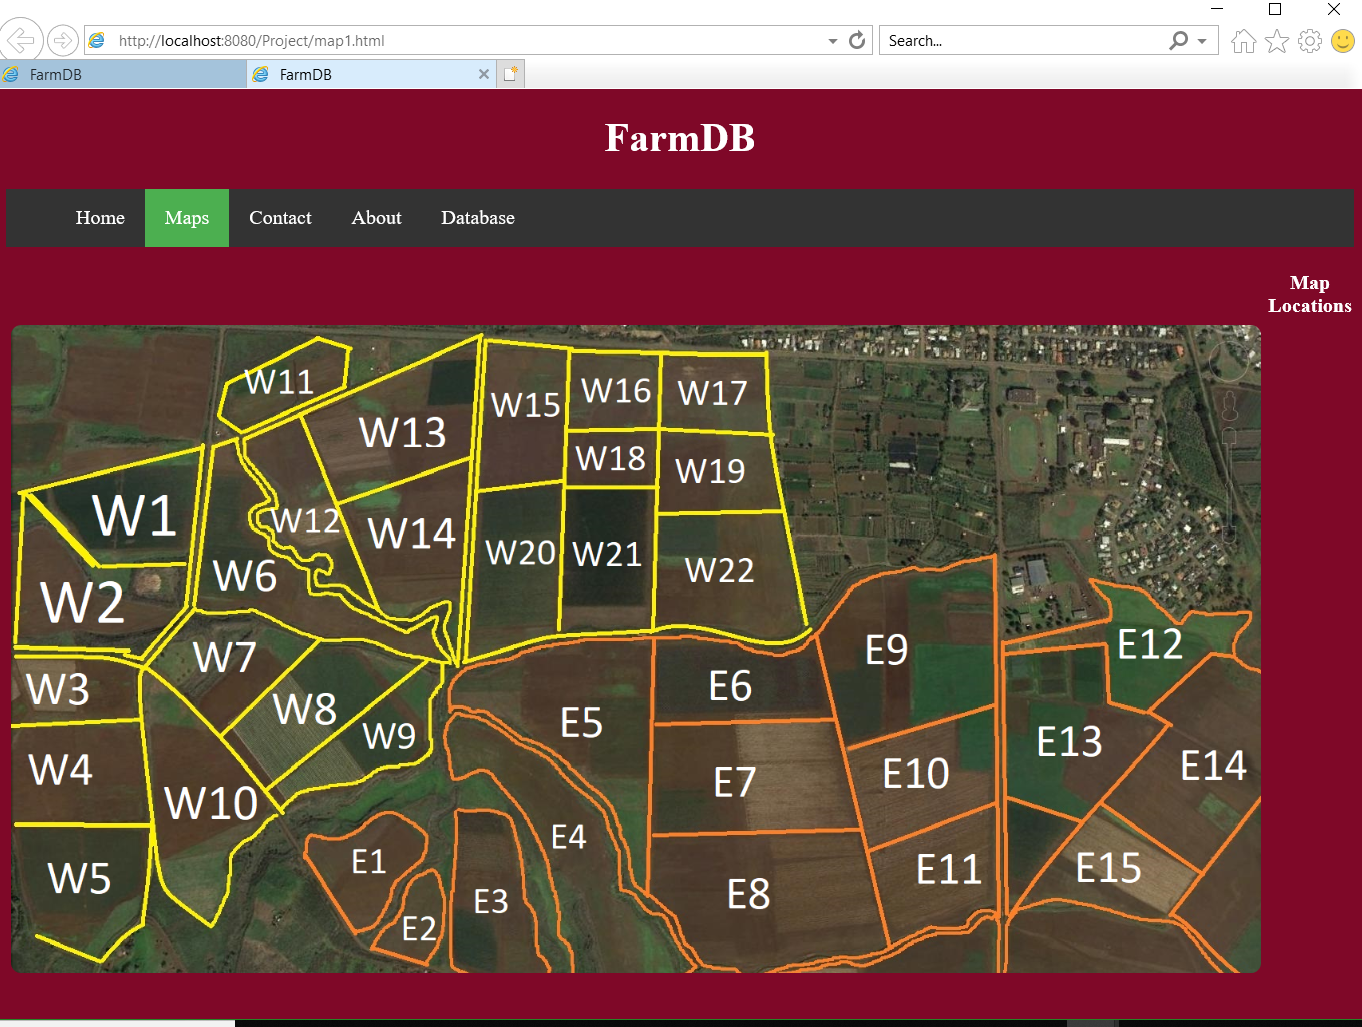 http://localhost:8080/Project/map1.html
Search...
FarmDB
FarmDB
FarmDB
Home Maps Contact About Database
Map
Locations
W11
W13
W15
W16
W17
W18
W19
W1
W12
W14
W20
W21
W22
W6
W2
W7
W3
W8
W9
W4
W10
W5
E9
E12
E6
E5
E13
E14
E7
E10
E4
E1
E15
E11
E8
E3
E2